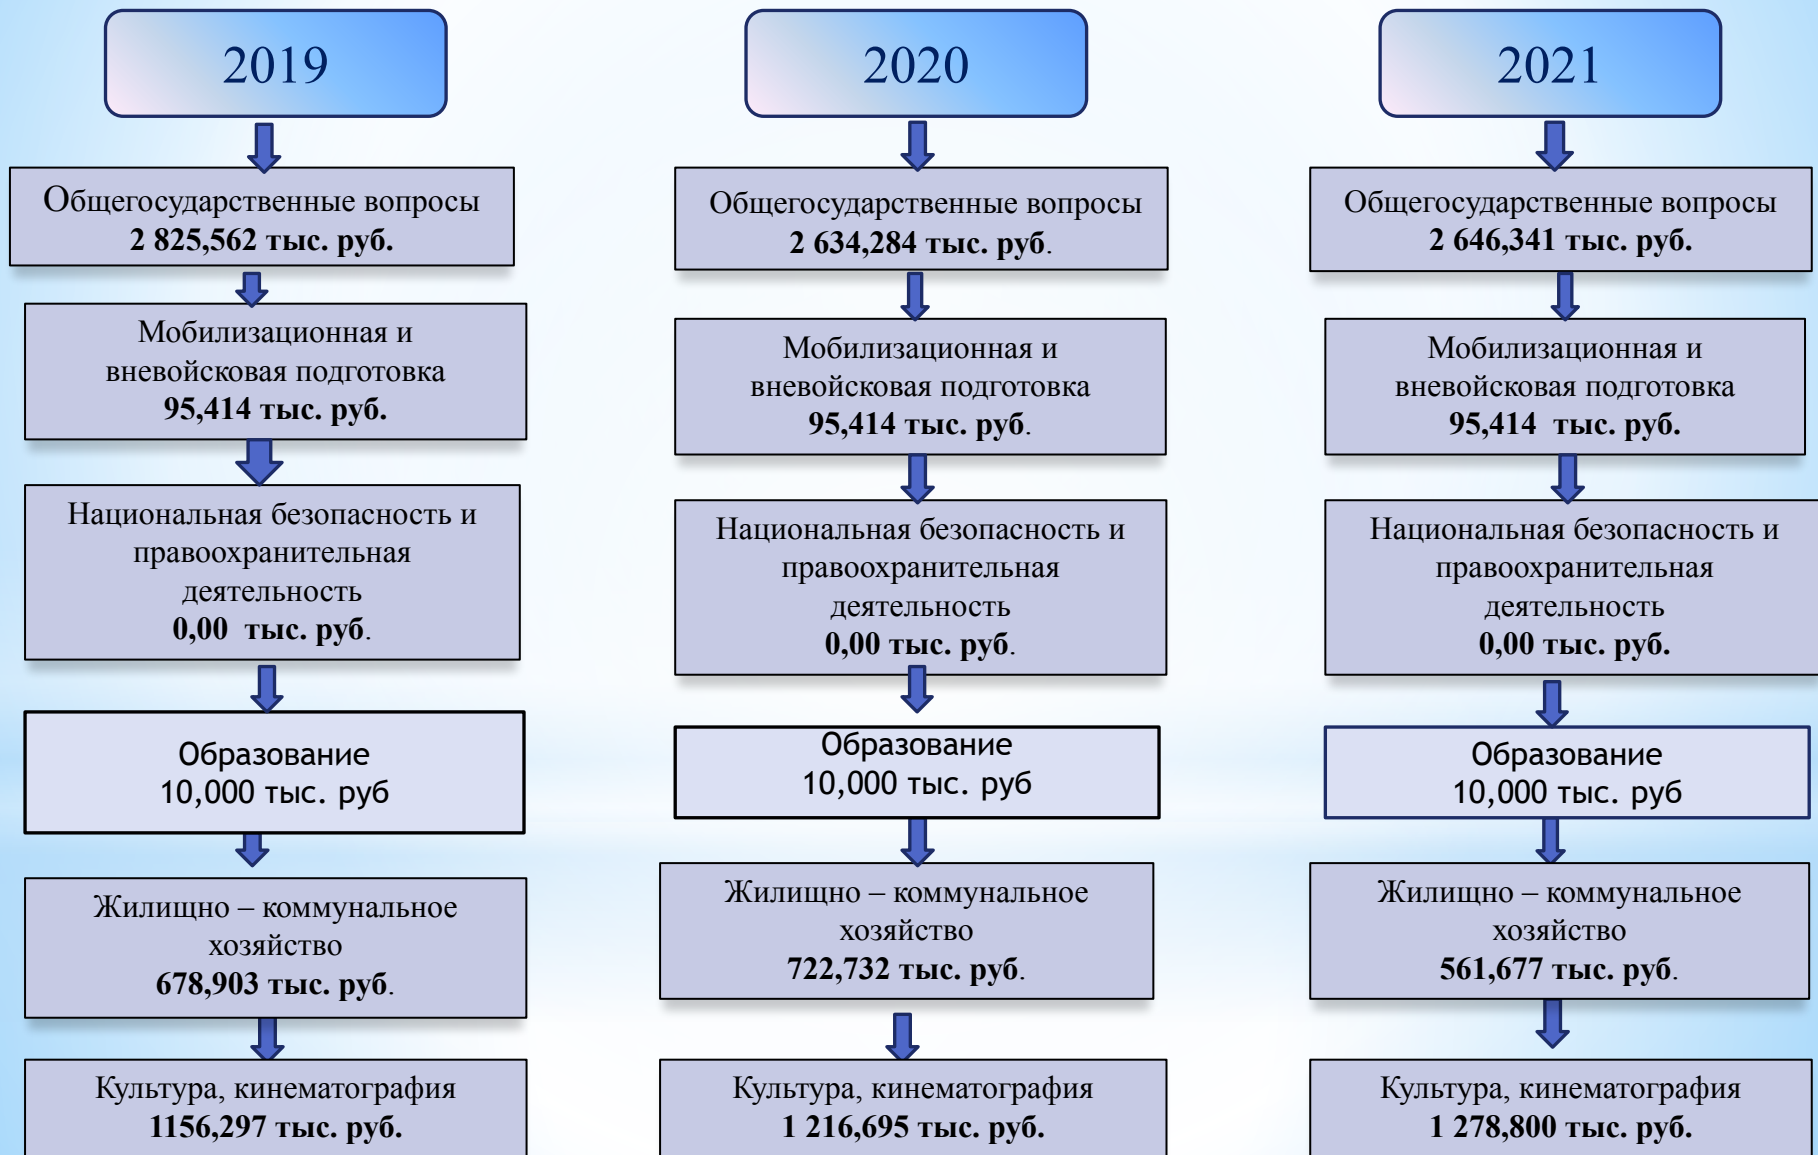 2019
Общегосударственные вопросы
2 825,562 тыс. руб.
Мобилизационная и
вневойсковая подготовка
95,414 тыс. руб.
Национальная безопасность и
правоохранительная
деятельность
0,00 тыс. руб.
Образование
10,000 тыс. руб
Жилищно – коммунальное
хозяйство
678,903 тыс. руб.
Культура, кинематография
1156,297 тыс. руб.
2020
Общегосударственные вопросы
2 634,284 тыс. руб.
Мобилизационная и
вневойсковая подготовка
95,414 тыс. руб.
Национальная безопасность и
правоохранительная
деятельность
0,00 тыс. руб.
Образование
10,000 тыс. руб
Жилищно – коммунальное
хозяйство
722,732 тыс. руб.
Культура, кинематография
1 216,695 тыс. руб.
2021
Общегосударственные вопросы
2 646,341 тыс. руб.
Мобилизационная и
вневойсковая подготовка
95,414 тыс. руб.
Национальная безопасность и
правоохранительная
деятельность
0,00 тыс. руб.
Образование
10,000 тыс. руб
Жилищно – коммунальное
хозяйство
561,677 тыс. руб.
Культура, кинематография
1 278,800 тыс. руб.